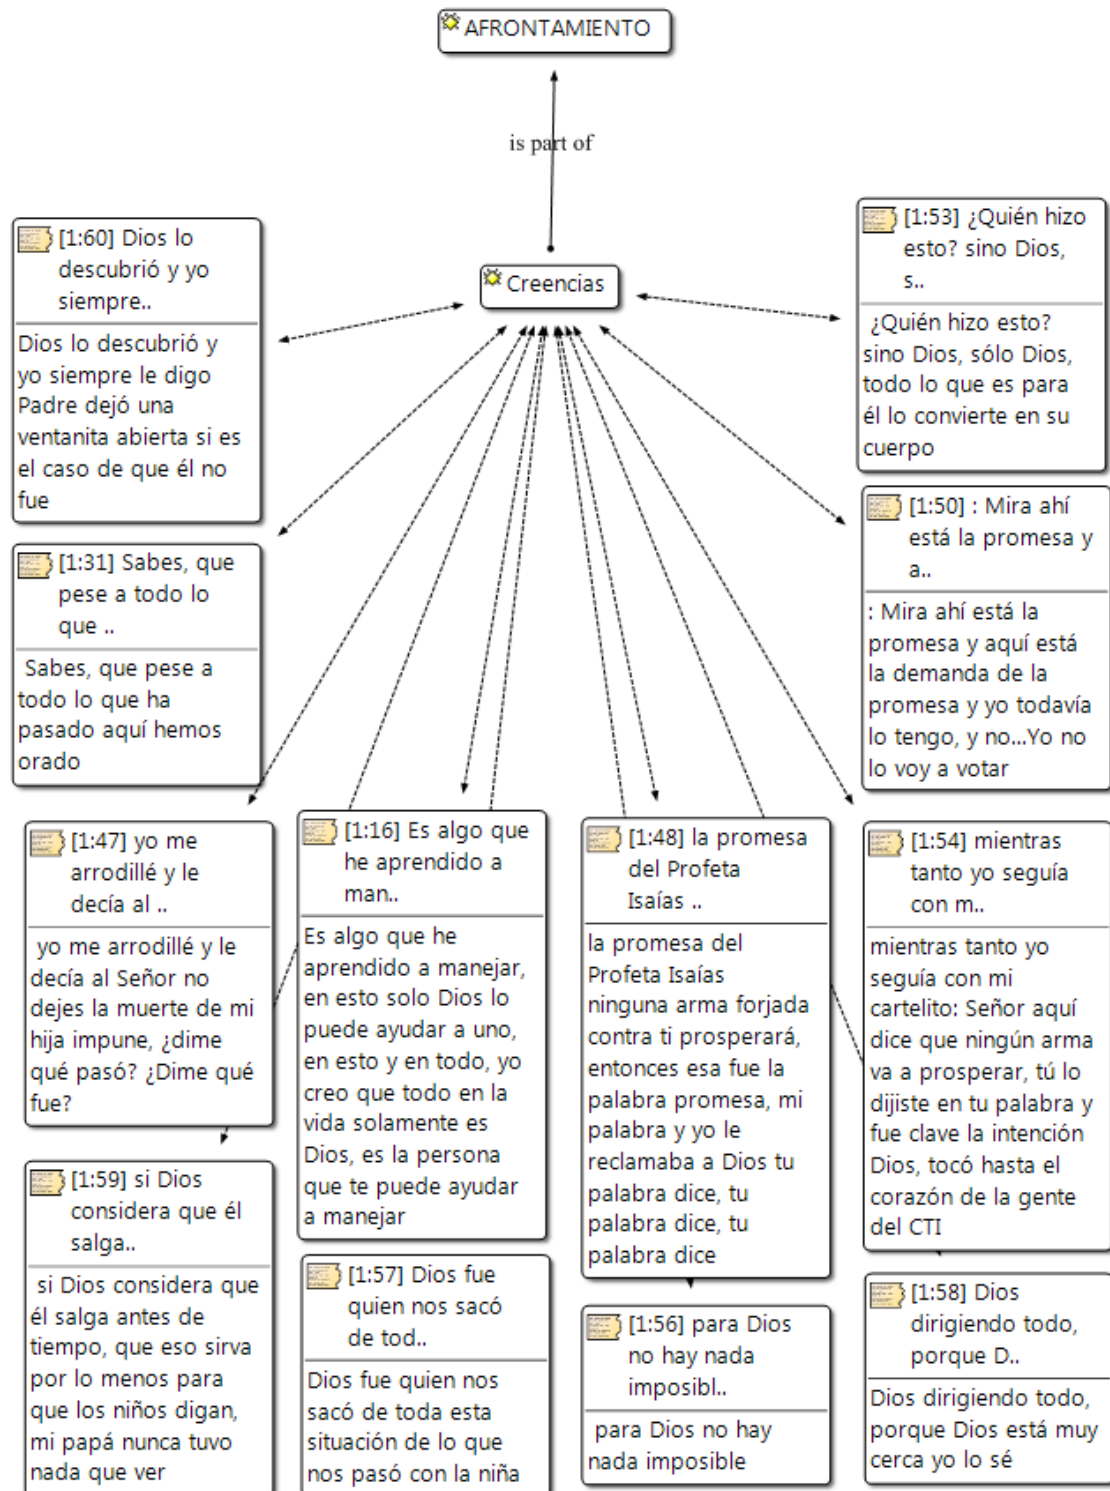 AFRONTAMIENTO
is part of
Creencias
[1:60] Dios lo
descubrió y yo
siempre..
Dios lo descubrió y
yo siempre le digo
Padre dejó una
ventanita abierta si es
el caso de que él no
fue
[1:53] ¿Quién hizo
esto? sino Dios,
s..
¿Quién hizo esto?
sino Dios, sólo Dios,
todo lo que es para
él lo convierte en su
cuerpo
[1:31] Sabes, que
pese a todo lo
que ..
Sabes, que pese a
todo lo que ha
pasado aquí hemos
orado
[1:50] : Mira ahí
está la promesa y
a..
: Mira ahí está la
promesa y aquí está
la demanda de la
promesa y yo todavía
lo tengo, y no...Yo no
lo voy a votar
[1:47] yo me
arrodillé y le
decía al ..
yo me arrodillé y le
decía al Señor no
dejes la muerte de mi
hija impune, ¿dime
qué pasó? ¿Dime qué
fue?
[1:16] Es algo que
he aprendido a
man..
Es algo que he
aprendido a manejar,
en esto solo Dios lo
puede ayudar a uno,
en esto y en todo, yo
creo que todo en la
vida solamente es
Dios, es la persona
que te puede ayudar
a manejar
[1:48] la promesa
del Profeta
Isaías ..
la promesa del
Profeta Isaías
ninguna arma forjada
contra ti prosperará,
entonces esa fue la
palabra promesa, mi
palabra y yo le
reclamaba a Dios tu
palabra dice, tu
palabra dice, tu
palabra dice
[1:54] mientras
tanto yo seguía
con m..
mientras tanto yo
seguía con mi
cartelito: Señor aquí
dice que ningún arma
va a prosperar, tú lo
dijiste en tu palabra y
fue clave la intención
Dios, tocó hasta el
corazón de la gente
del CTI
[1:59] si Dios
considera que él
salga..
si Dios considera que
él salga antes de
tiempo, que eso sirva
por lo menos para
que los niños digan,
mi papá nunca tuvo
nada que ver
[1:57] Dios fue
quien nos sacó
de tod..
Dios fue quien nos
sacó de toda esta
situación de lo que
nos pasó con la niña
[1:56] para Dios
no hay nada
imposibl..
para Dios no hay
nada imposible
[1:58] Dios
dirigiendo todo,
porque D..
Dios dirigiendo todo,
porque Dios está muy
cerca yo lo sé